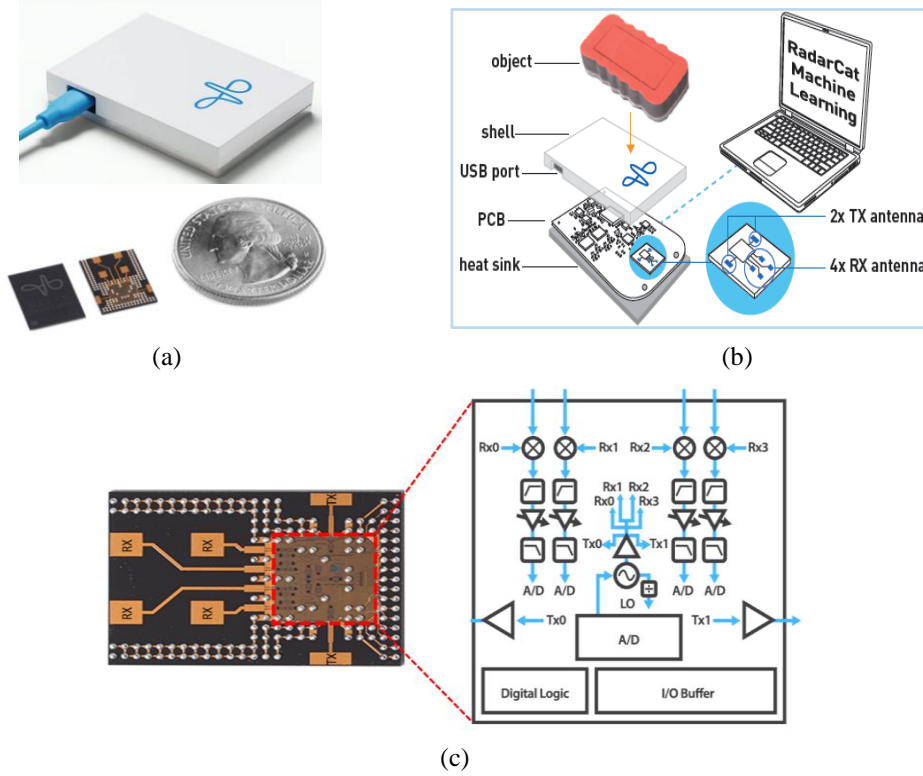 UNITED STATES
(a)
object
shell
USB port
PCB
heat sink
RadarCat
Machine
Learning
2x TX antenna
4x RX antenna
(b)
RX
RX
RX
RX
TX
TX
Rx0
Rx1
Rx2
Rx3
Rx1
Rx2
Rx0
Rx3
Tx0
Tx1
A/D
A/D
A/D
A/D
LO
÷
Tx0
A/D
Tx1
Digital Logic
I/O Buffer
(c)